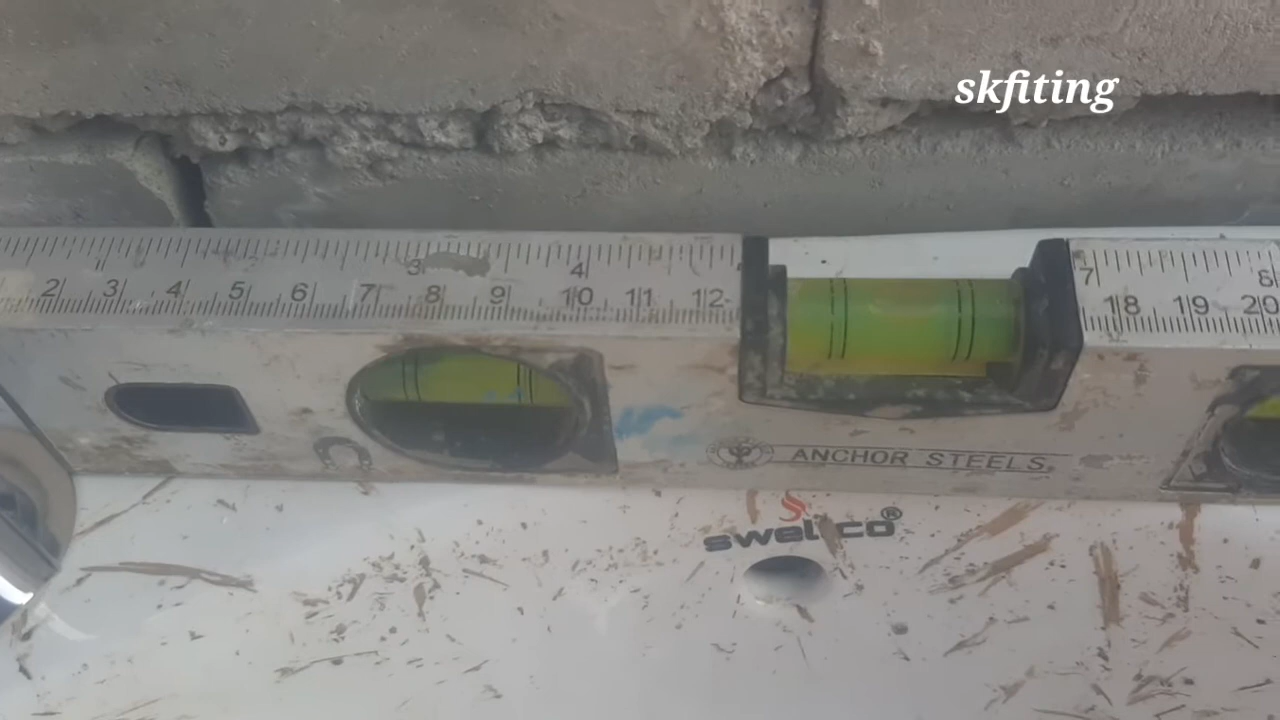 skfiting
3 4
2 3 4 5 6 7 8 9 10 11 12
7 8
18 19 20
ANCHOR STEELS
swellco®